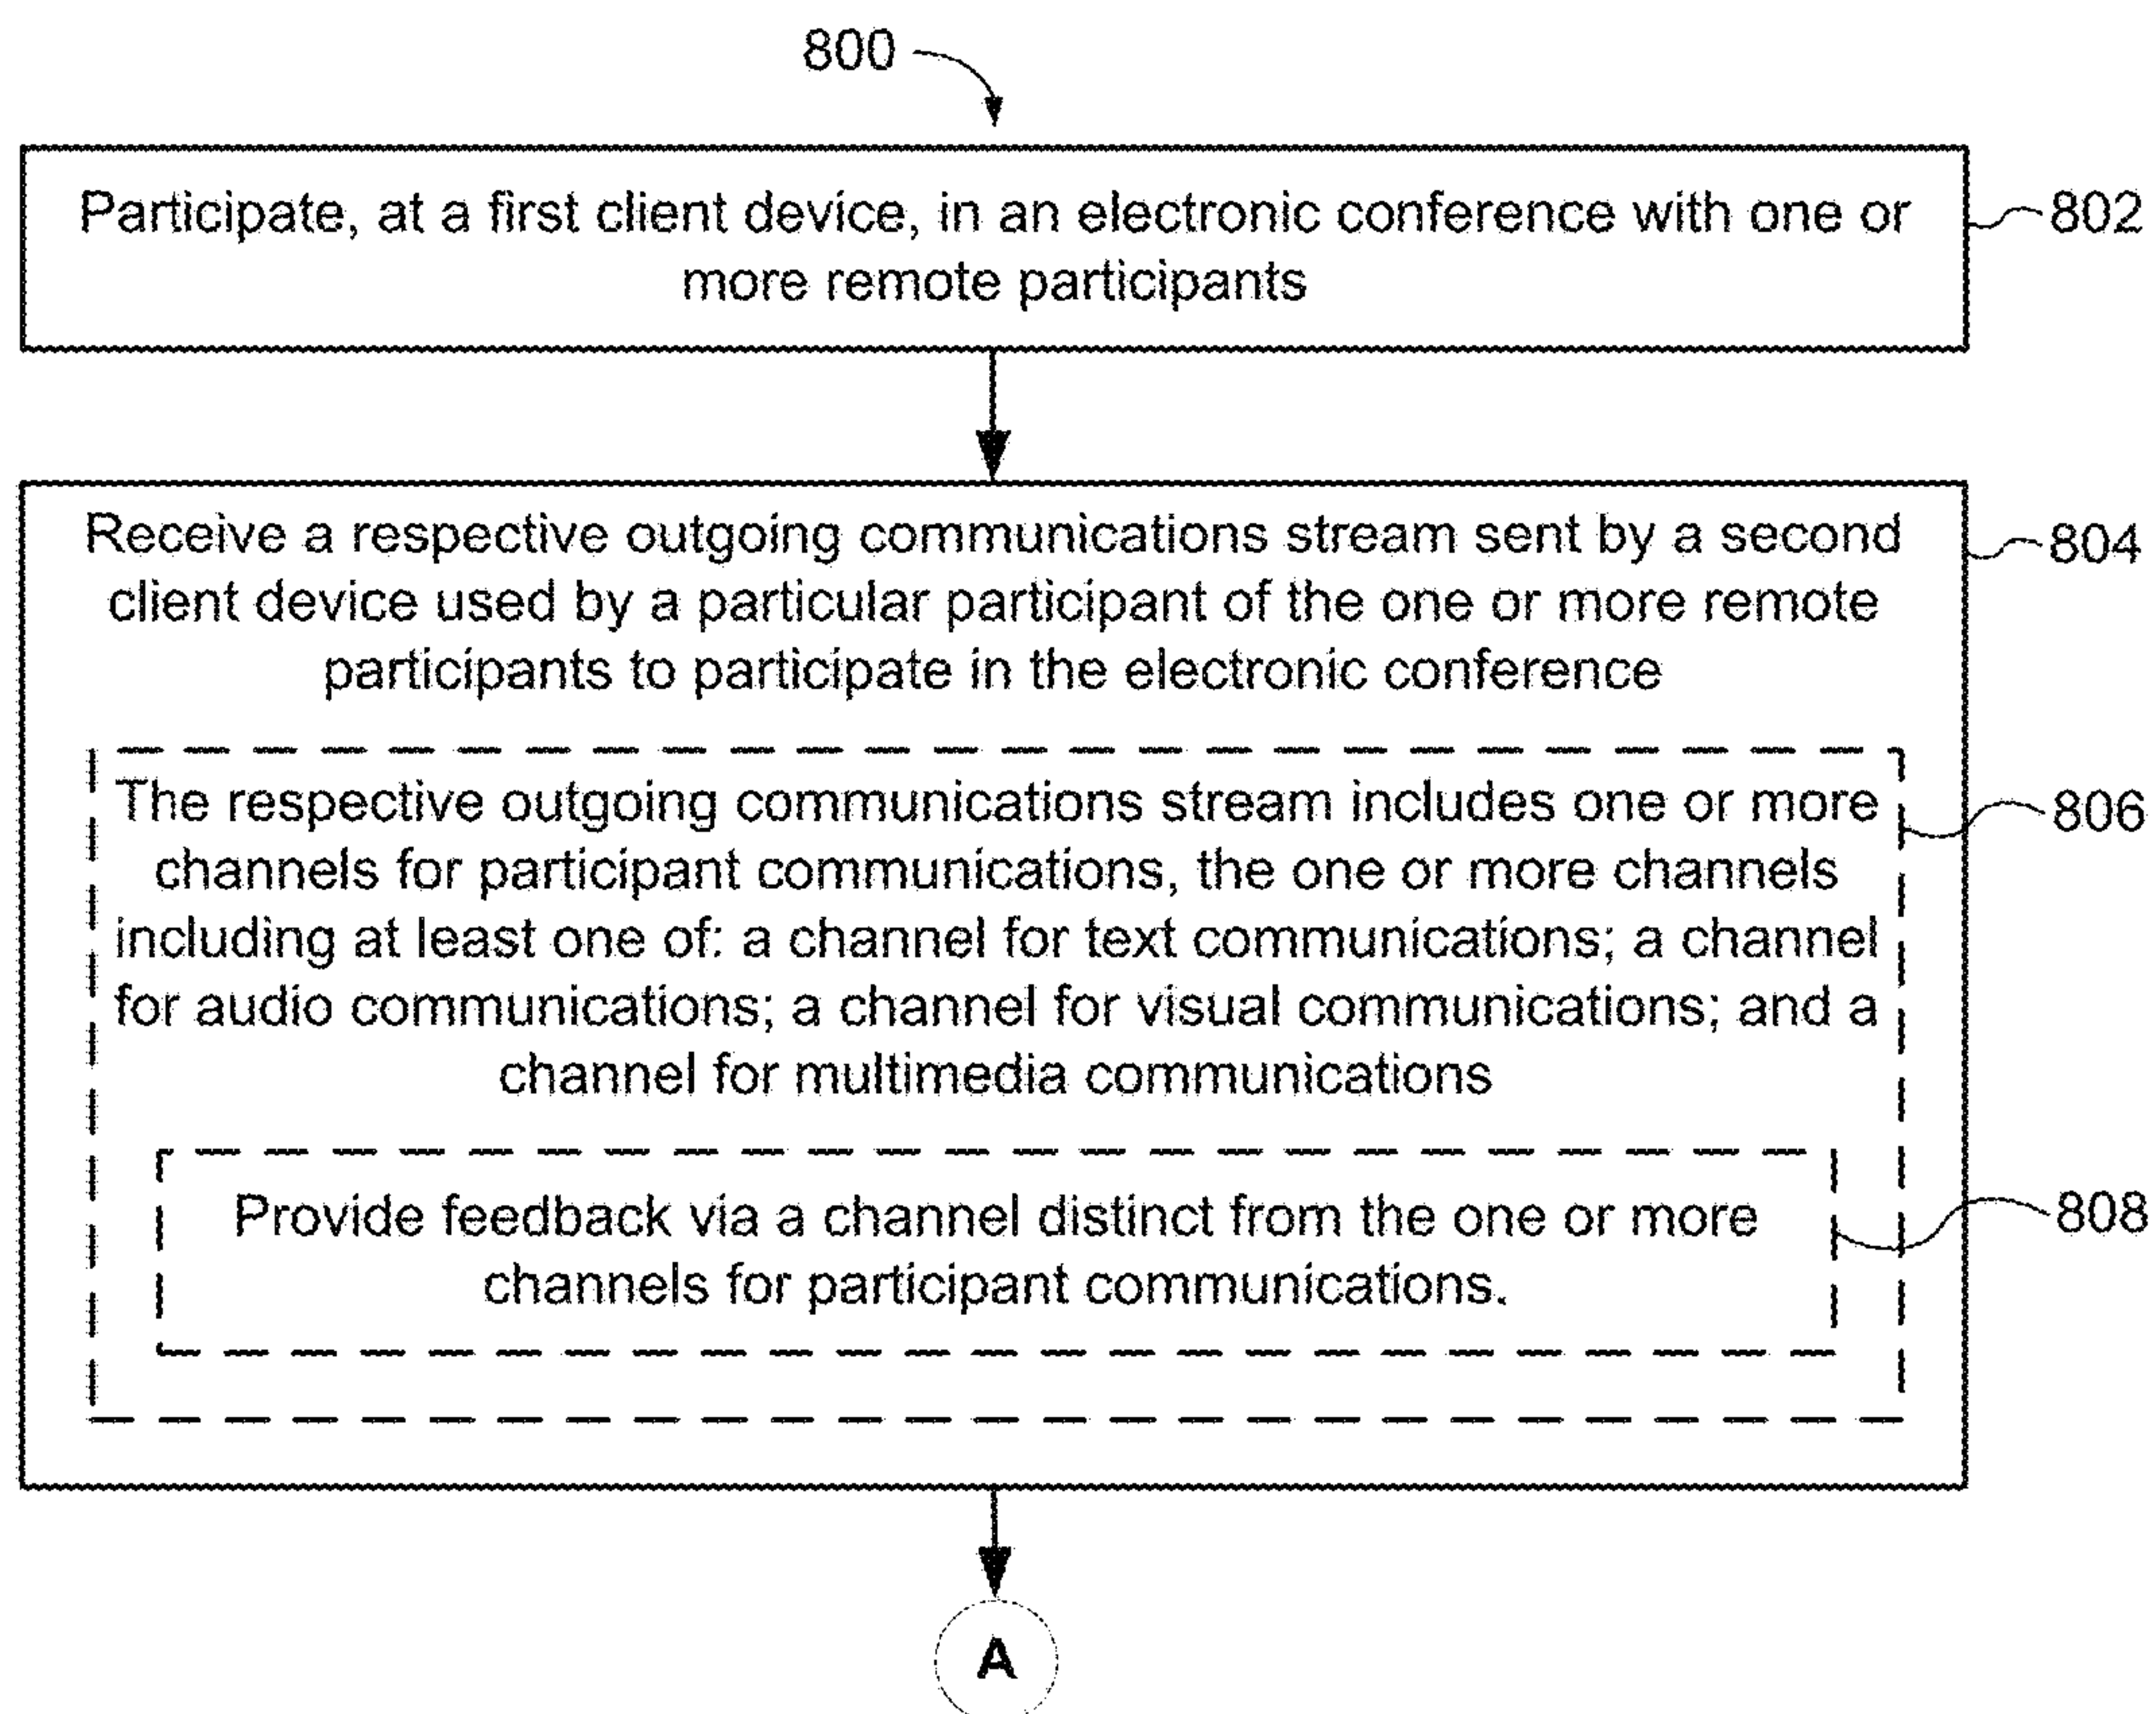 800
Participate, at a first client device, in an electronic conference with one or
more remote participants
802
Receive a respective outgoing communications stream sent by a second
client device used by a particular participant of the one or more remote
participants to participate in the electronic conference
804
The respective outgoing communications stream includes one or more
channels for participant communications, the one or more channels
including at least one of: a channel for text communications; a channel
for audio communications; a channel for visual communications; and a
channel for multimedia communications
806
Provide feedback via a channel distinct from the one or more
channels for participant communications.
808
A